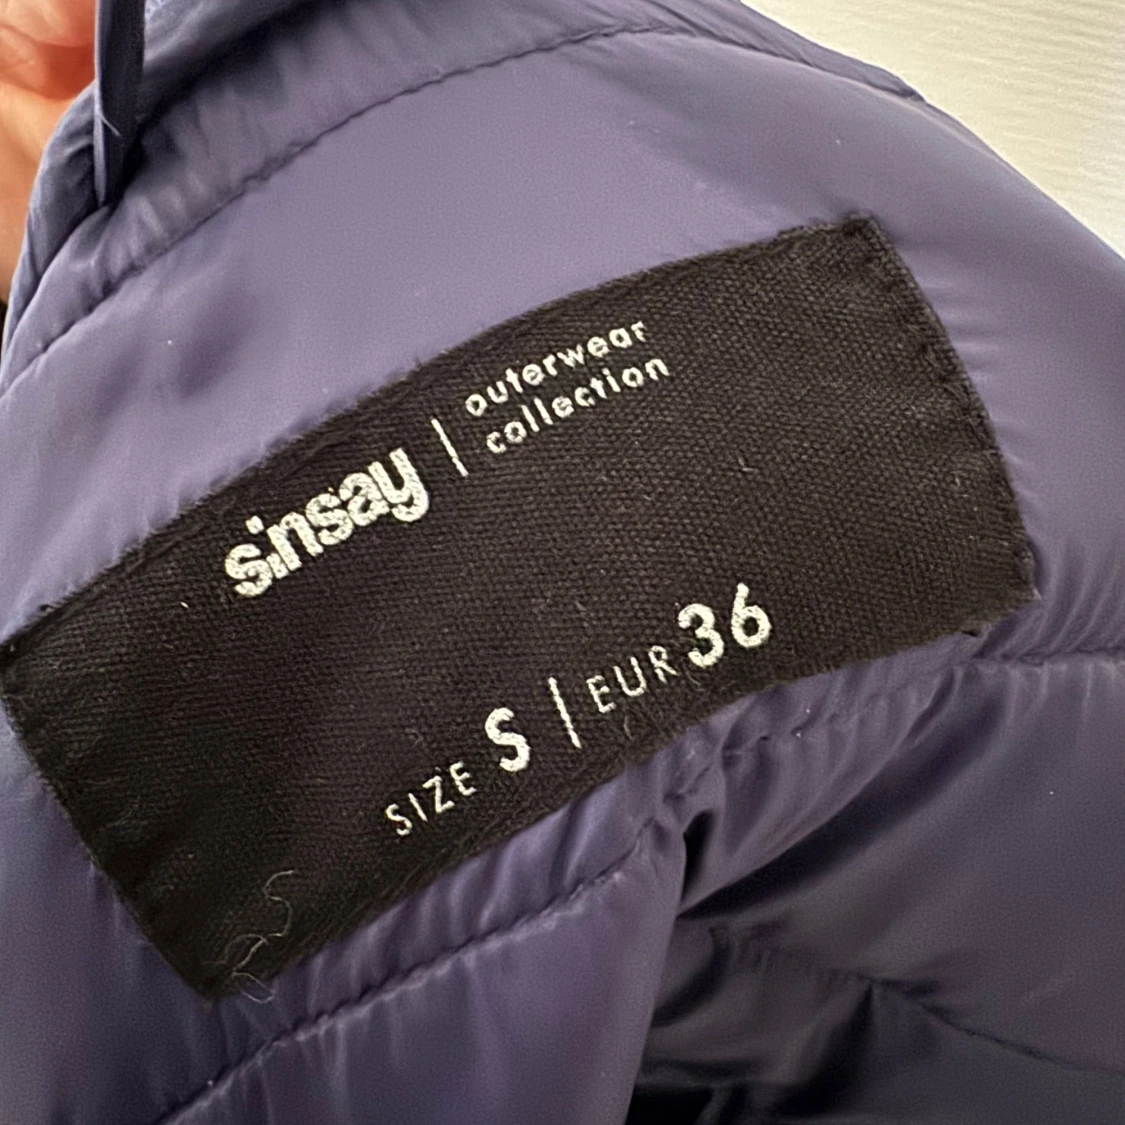 sinsay | outerwear
collection
SIZE S | EUR 36